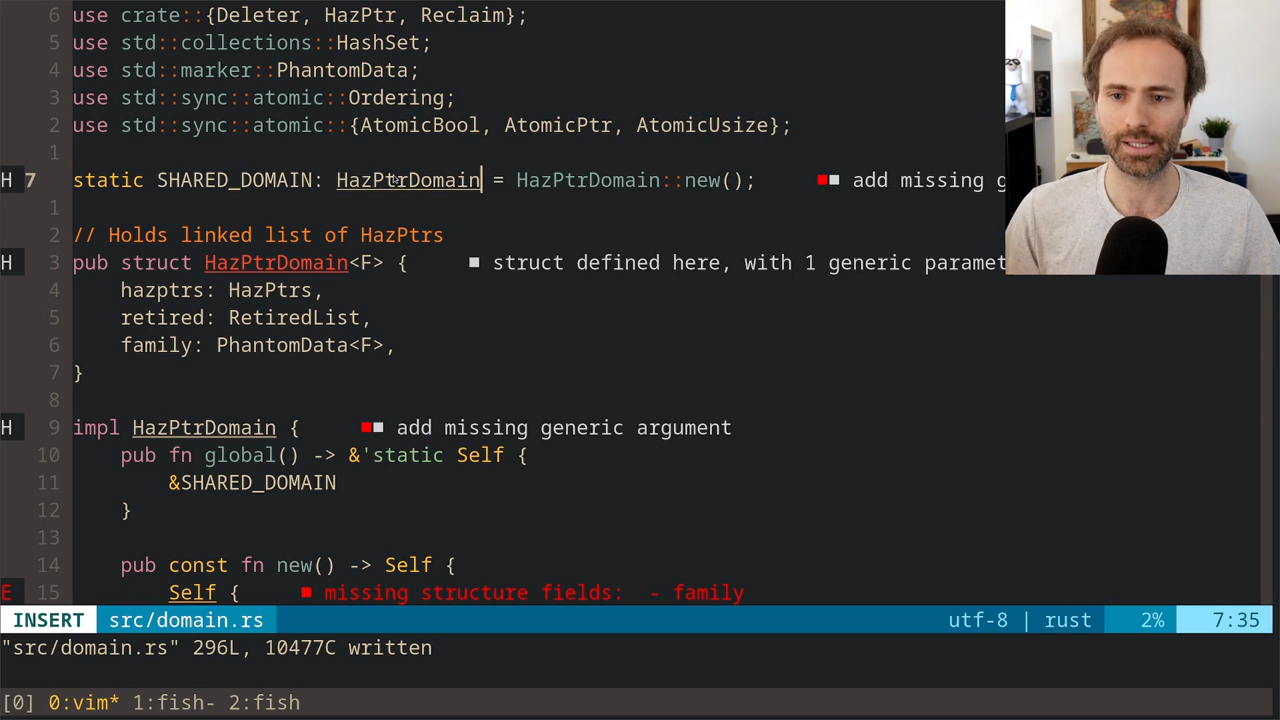 6 use crate::{Deleter, HazPtr, Reclaim};
5 use std::collections::HashSet;
4 use std::marker::PhantomData;
3 use std::sync::atomic::Ordering;
2 use std::sync::atomic::{AtomicBool, AtomicPtr, AtomicUsize};
1
H 7 static SHARED_DOMAIN: HazPtrDomain = HazPtrDomain::new(); ■■ add missing g
1
2 // Holds linked list of HazPtrs
H 3 pub struct HazPtrDomain<F> { ■ struct defined here, with 1 generic paramet
4 hazptrs: HazPtrs,
5 retired: RetiredList,
6 family: PhantomData<F>,
7 }
8
H 9 impl HazPtrDomain { ■■ add missing generic argument
10 pub fn global() -> &'static Self {
11 &SHARED_DOMAIN
12 }
13
14 pub const fn new() -> Self {
E 15 Self { ■ missing structure fields: - family
INSERT src/domain.rs utf-8 | rust 2% 7:35
"src/domain.rs" 296L, 10477C written
[0] 0:vim* 1:fish- 2:fish